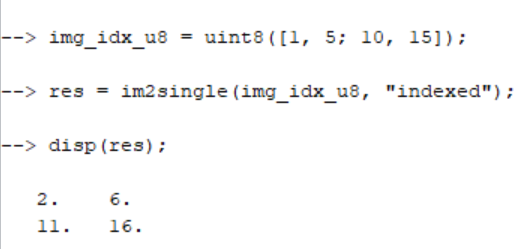 --> img_idx_u8 = uint8([1, 5; 10, 15]);
--> res = im2single(img_idx_u8, "indexed");
--> disp(res);
2. 6.
11. 16.